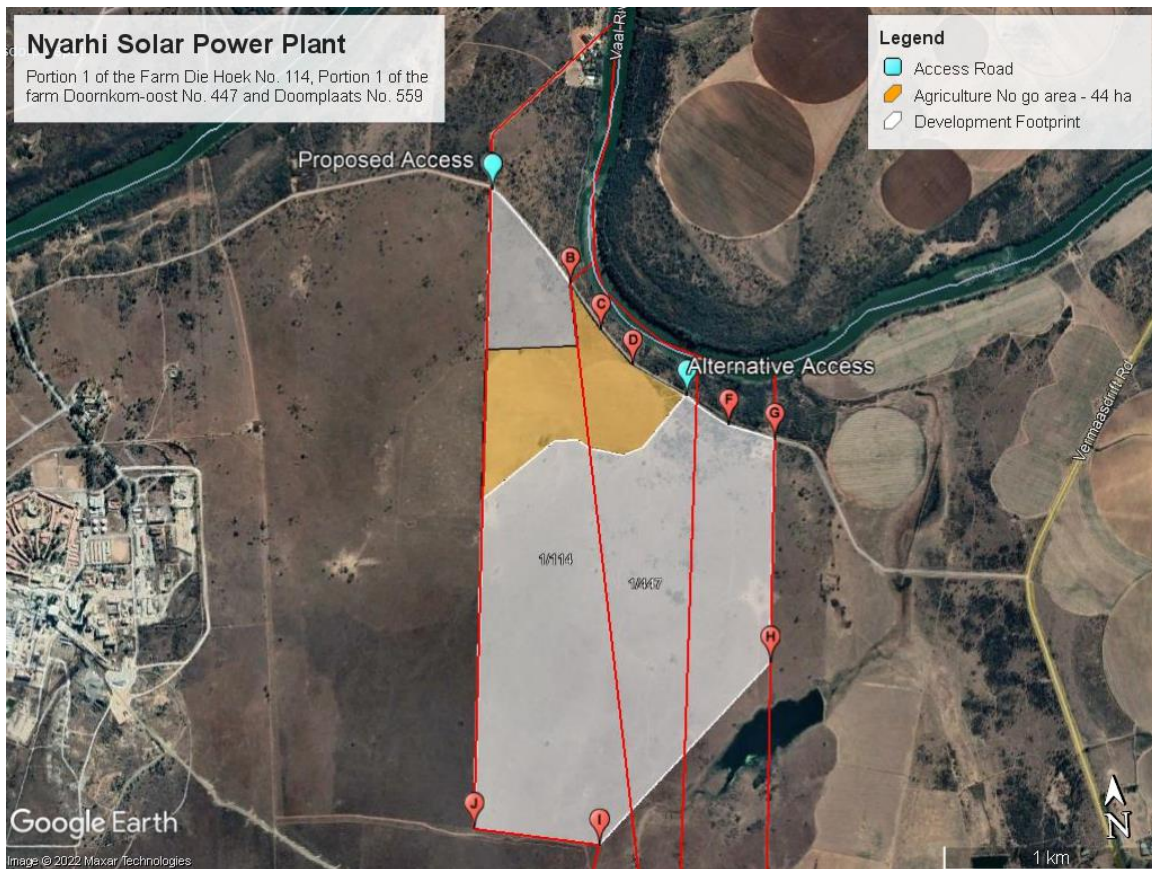 Nyarhi Solar Power Plant
Portion 1 of the Farm Die Hoek No. 114, Portion 1 of the
farm Doornkom-oost No. 447 and Doornplaats No. 559
Legend
Access Road
Agriculture No go area - 44 ha
Development Footprint
Vaal-Riv
Proposed Access
B
C
D
Alternative Access
F
G
Vermaasdrift Rd
1/114
1/447
H
J
I
Google Earth
Image © 2022 Maxar Technologies
N
1 km